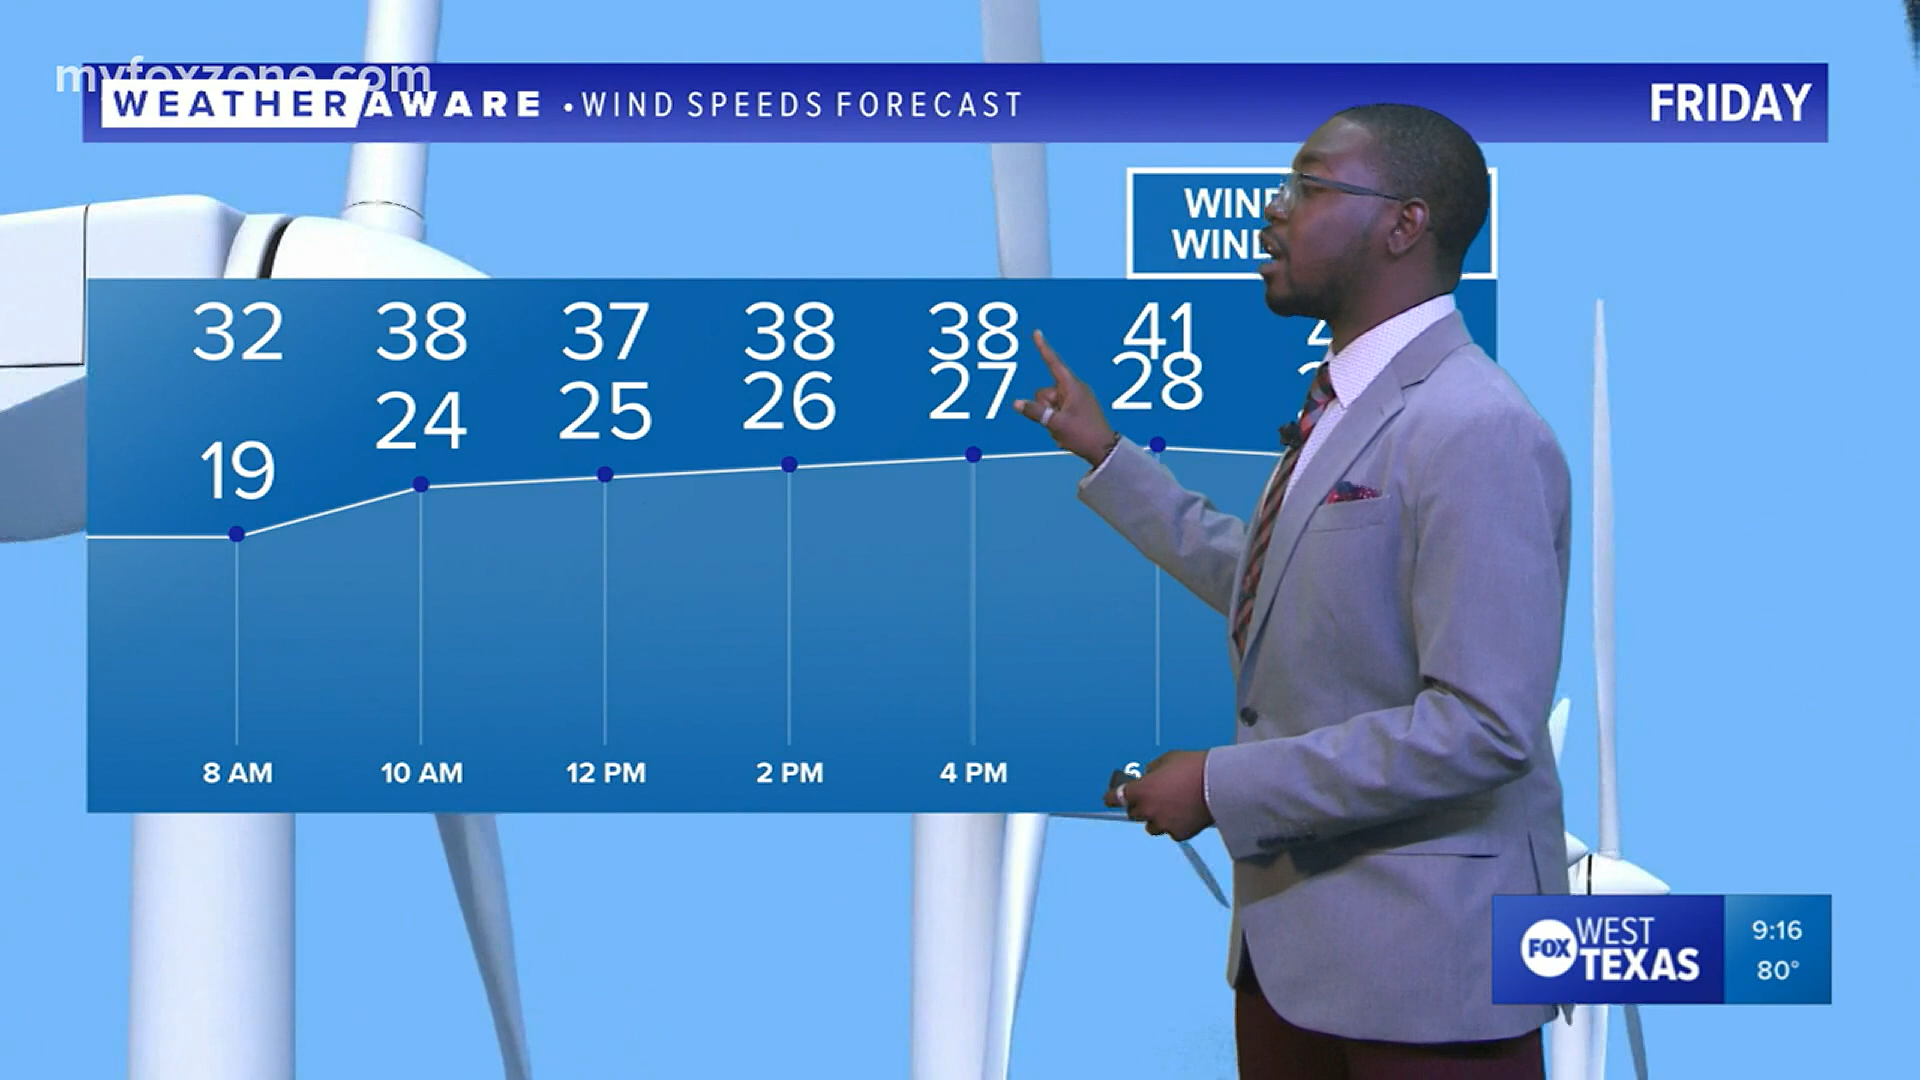 myfoxzone.com
WEATHER AWARE • WIND SPEEDS FORECAST
FRIDAY
32 38 37 38 38 41
19 24 25 26 27 28
8 AM 10 AM 12 PM 2 PM 4 PM 6
FOX WEST TEXAS
9:16
80°